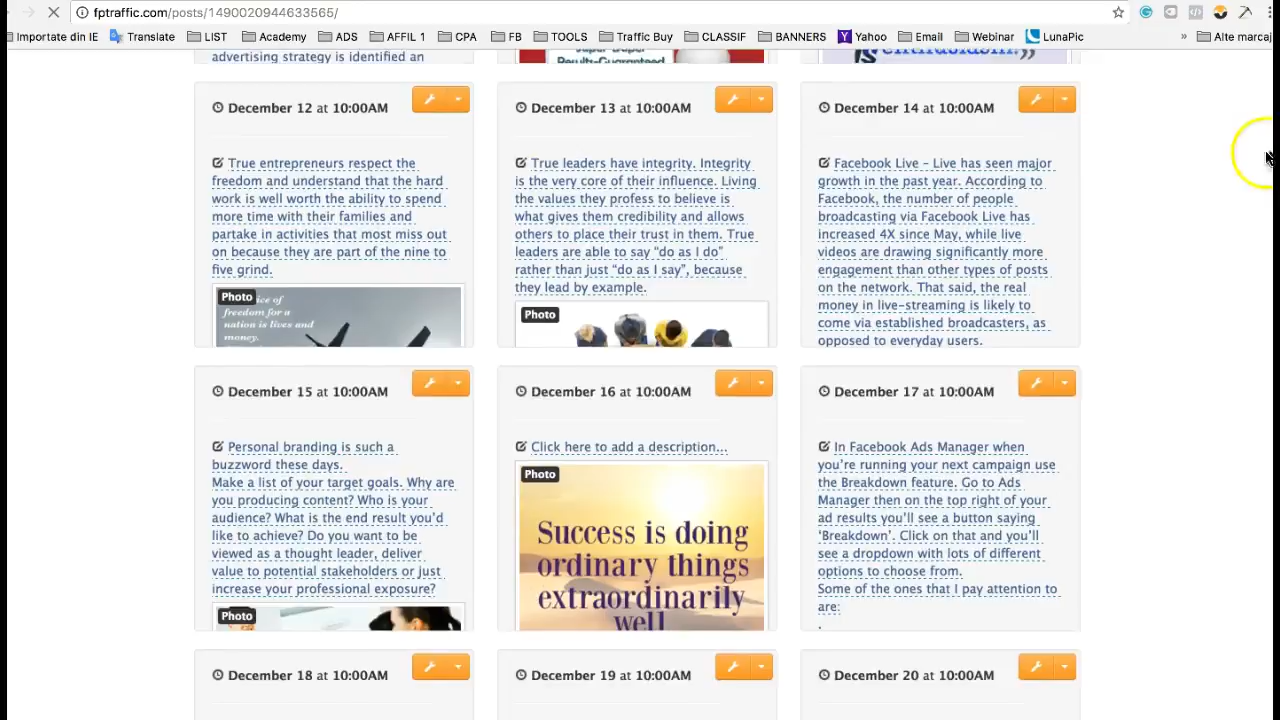 fptraffic.com/posts/1490020944633565/
Importate din IE Translate LIST Academy ADS AFFIL 1 CPA FB TOOLS Traffic Buy CLASSIF BANNERS Yahoo Email Webinar LunaPic » Alte marcaj
advertising strategy is identified an
Results-Guaranteed
December 12 at 10:00AM
True entrepreneurs respect the
freedom and understand that the hard
work is well worth the ability to spend
more time with their families and
partake in activities that most miss out
on because they are part of the nine to
five grind.
Photo
ice of
freedom for a
nation is lives and
money.
December 13 at 10:00AM
True leaders have integrity. Integrity
is the very core of their influence. Living
the values they profess to believe is
what gives them credibility and allows
others to place their trust in them. True
leaders are able to say “do as I do”
rather than just “do as I say”, because
they lead by example.
Photo
December 14 at 10:00AM
Facebook Live – Live has seen major
growth in the past year. According to
Facebook, the number of people
broadcasting via Facebook Live has
increased 4X since May, while live
videos are drawing significantly more
engagement than other types of posts
on the network. That said, the real
money in live-streaming is likely to
come via established broadcasters, as
opposed to everyday users.
December 15 at 10:00AM
Personal branding is such a
buzzword these days.
Make a list of your target goals. Why are
you producing content? Who is your
audience? What is the end result you’d
like to achieve? Do you want to be
viewed as a thought leader, deliver
value to potential stakeholders or just
increase your professional exposure?
Photo
December 16 at 10:00AM
Click here to add a description...
Photo
Success is doing
ordinary things
extraordinarily
well
December 17 at 10:00AM
In Facebook Ads Manager when
you’re running your next campaign use
the Breakdown feature. Go to Ads
Manager then on the top right of your
ad results you’ll see a button saying
‘Breakdown’. Click on that and you’ll
see a dropdown with lots of different
options to choose from.
Some of the ones that I pay attention to
are:
.
December 18 at 10:00AM
December 19 at 10:00AM
December 20 at 10:00AM